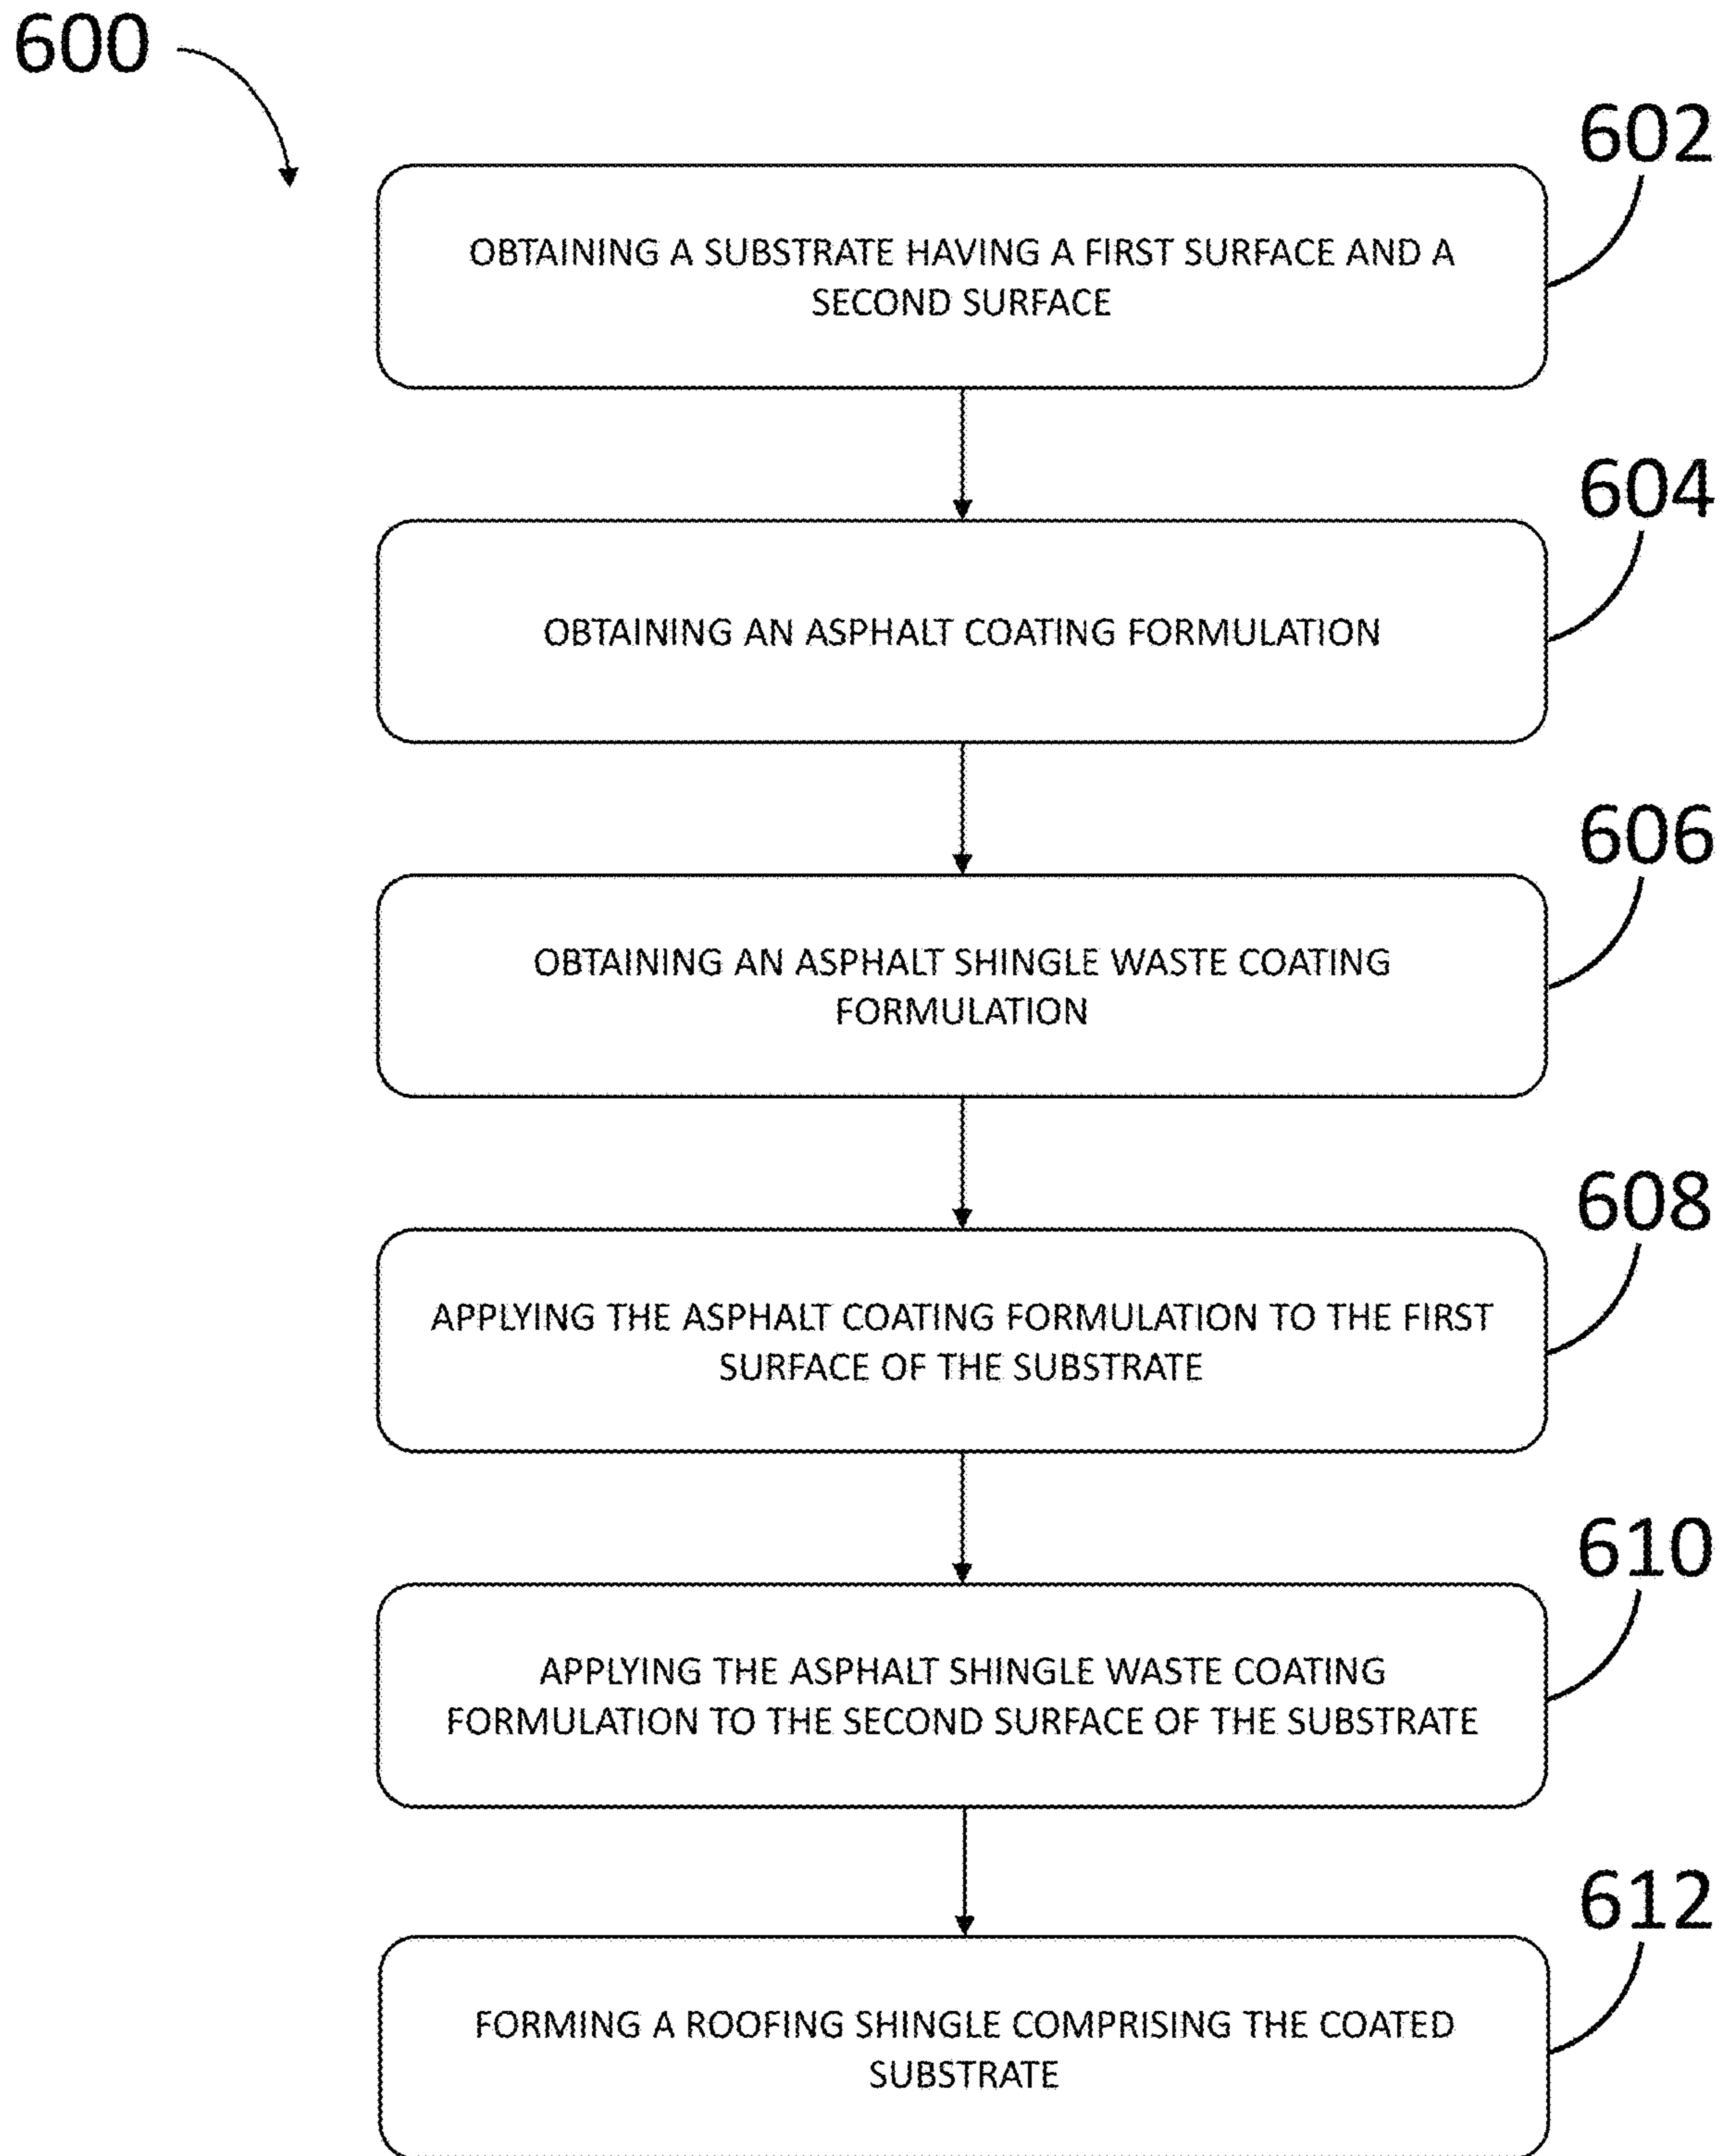 600
602
OBTAINING A SUBSTRATE HAVING A FIRST SURFACE AND A
SECOND SURFACE
604
OBTAINING AN ASPHALT COATING FORMULATION
606
OBTAINING AN ASPHALT SHINGLE WASTE COATING
FORMULATION
608
APPLYING THE ASPHALT COATING FORMULATION TO THE FIRST
SURFACE OF THE SUBSTRATE
610
APPLYING THE ASPHALT SHINGLE WASTE COATING
FORMULATION TO THE SECOND SURFACE OF THE SUBSTRATE
612
FORMING A ROOFING SHINGLE COMPRISING THE COATED
SUBSTRATE